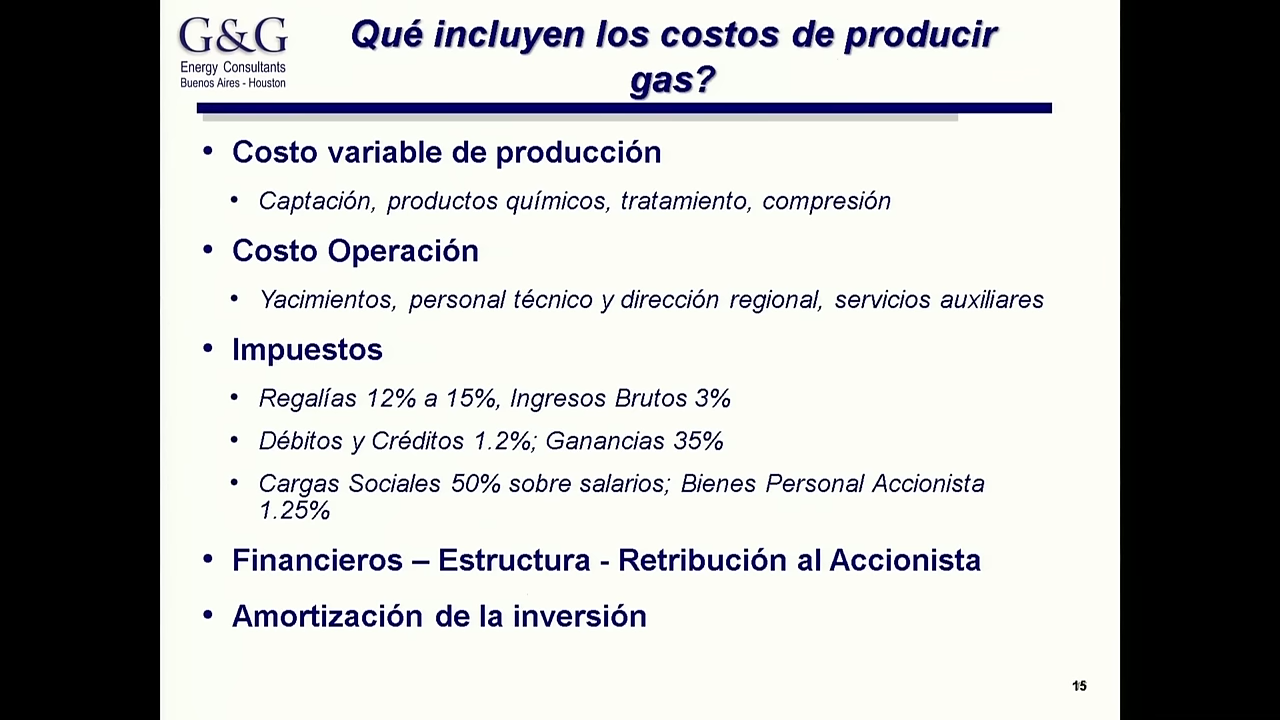 G&G
Energy Consultants
Buenos Aires - Houston
Qué incluyen los costos de producir
gas?
• Costo variable de producción
• Captación, productos químicos, tratamiento, compresión
• Costo Operación
• Yacimientos, personal técnico y dirección regional, servicios auxiliares
• Impuestos
• Regalías 12% a 15%, Ingresos Brutos 3%
• Débitos y Créditos 1.2%; Ganancias 35%
• Cargas Sociales 50% sobre salarios; Bienes Personal Accionista
1.25%
• Financieros – Estructura - Retribución al Accionista
• Amortización de la inversión
15